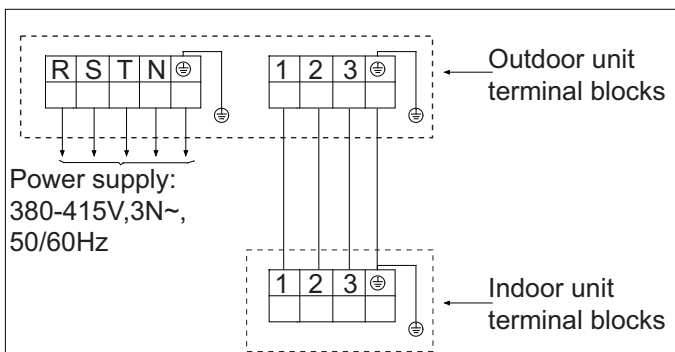 R S T N
1 2 3
Outdoor unit
terminal blocks
Power supply:
380-415V,3N~,
50/60Hz
1 2 3
Indoor unit
terminal blocks